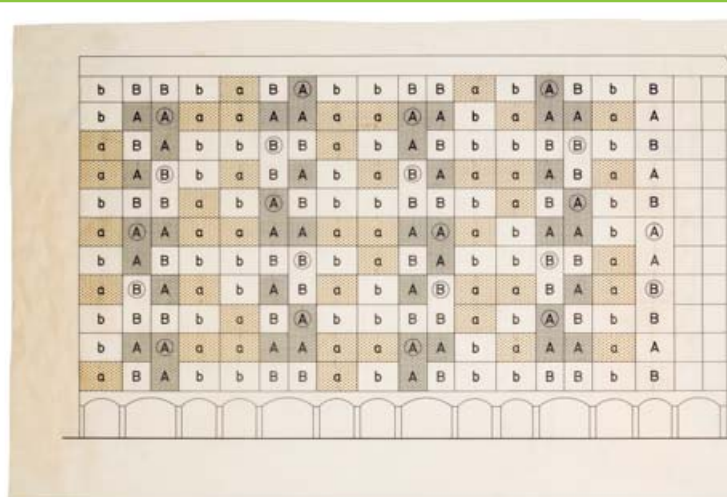 b B B b a B A b b B B a b A B b B
b A A a a A A a a A A b a A A a A
a B A b b B B a b A B b b B B b B
a A B b a B A b a B A a a A B a A
b B B a b A B b b B B b a B A b B
a A A a a A A a a A A a b A A b A
b A B b b B B b a B A b b B B a A
a B A a b A B a b A B a a B A a B
b B B b a B A b b B B a b A B b B
b A A a a A A a a A A b a A A a A
a B A b b B B a b A B b b B B b B